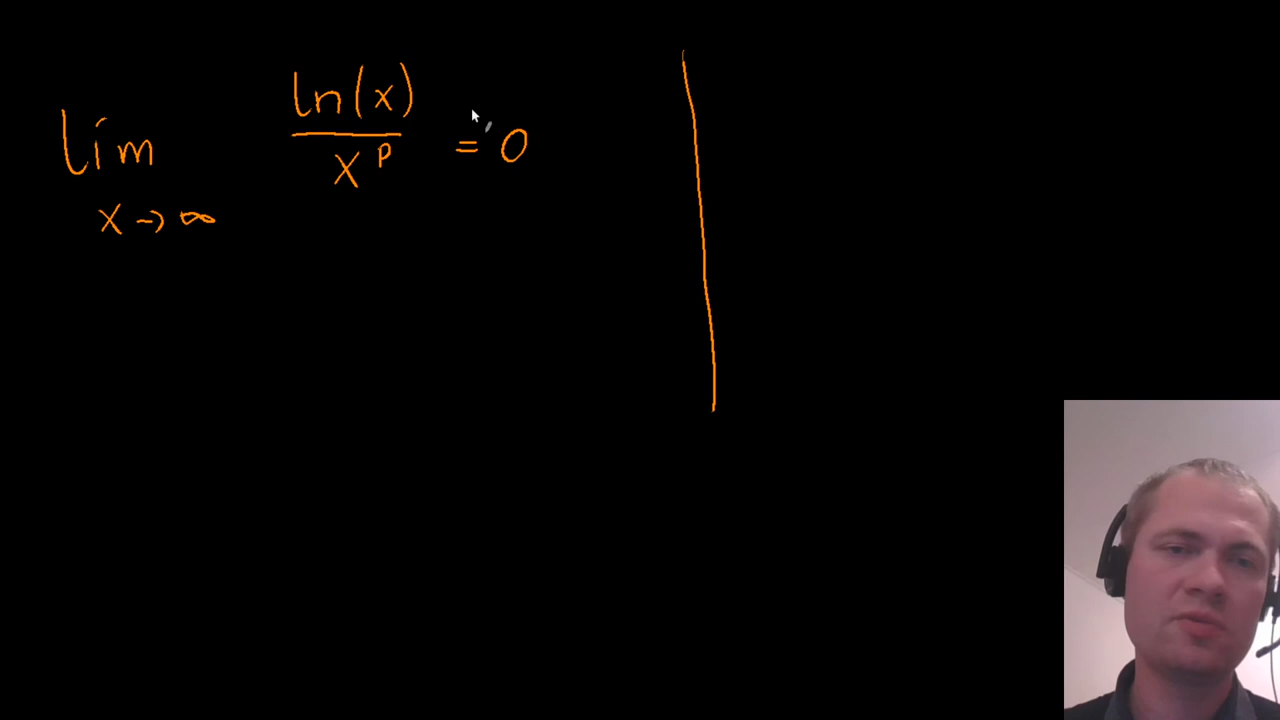 lim ln(x)/x^p = 0
x → ∞